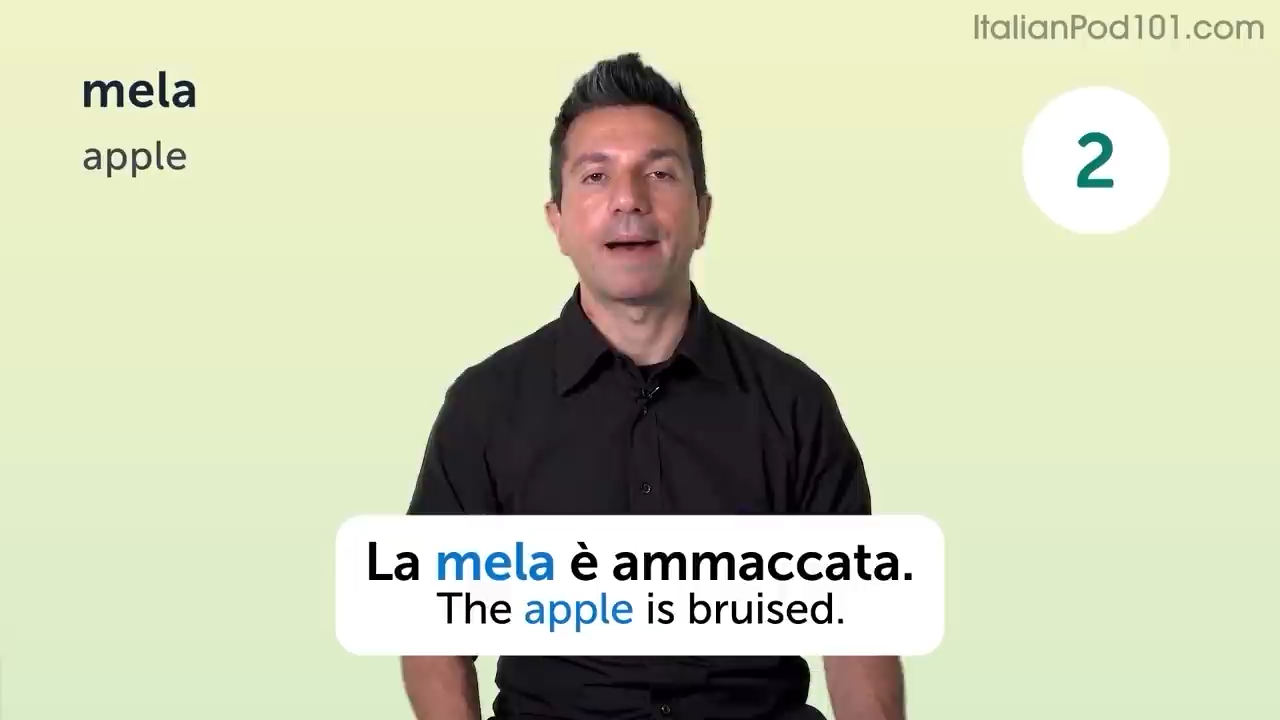 ItalianPod101.com
mela
apple
2
La mela è ammaccata.
The apple is bruised.